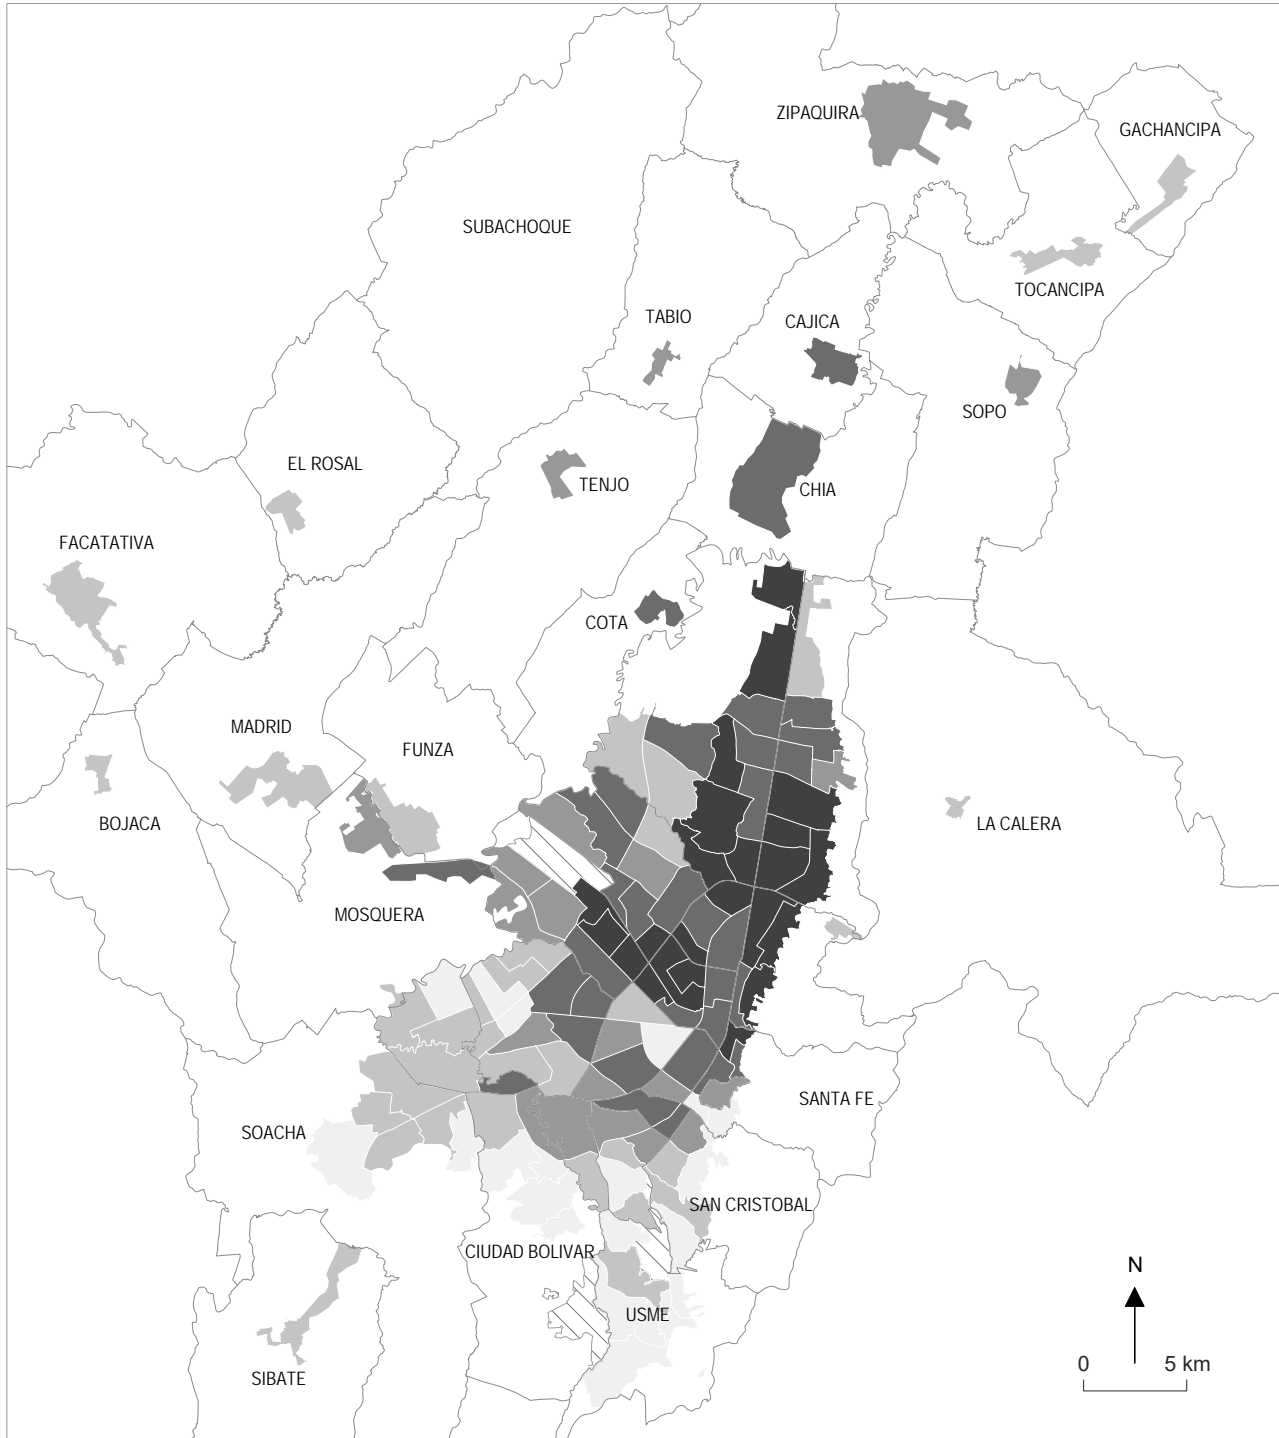 ZIPAQUIRA
GACHANCIPA
SUBACHOQUE
TOCANCIPA
TABIO
CAJICA
SOPO
EL ROSAL
TENJO
CHIA
FACATATIVA
COTA
MADRID
FUNZA
BOJACA
LA CALERA
MOSQUERA
SANTA FE
SOACHA
SAN CRISTOBAL
CIUDAD BOLIVAR
USME
SIBATE
N
0 5 km